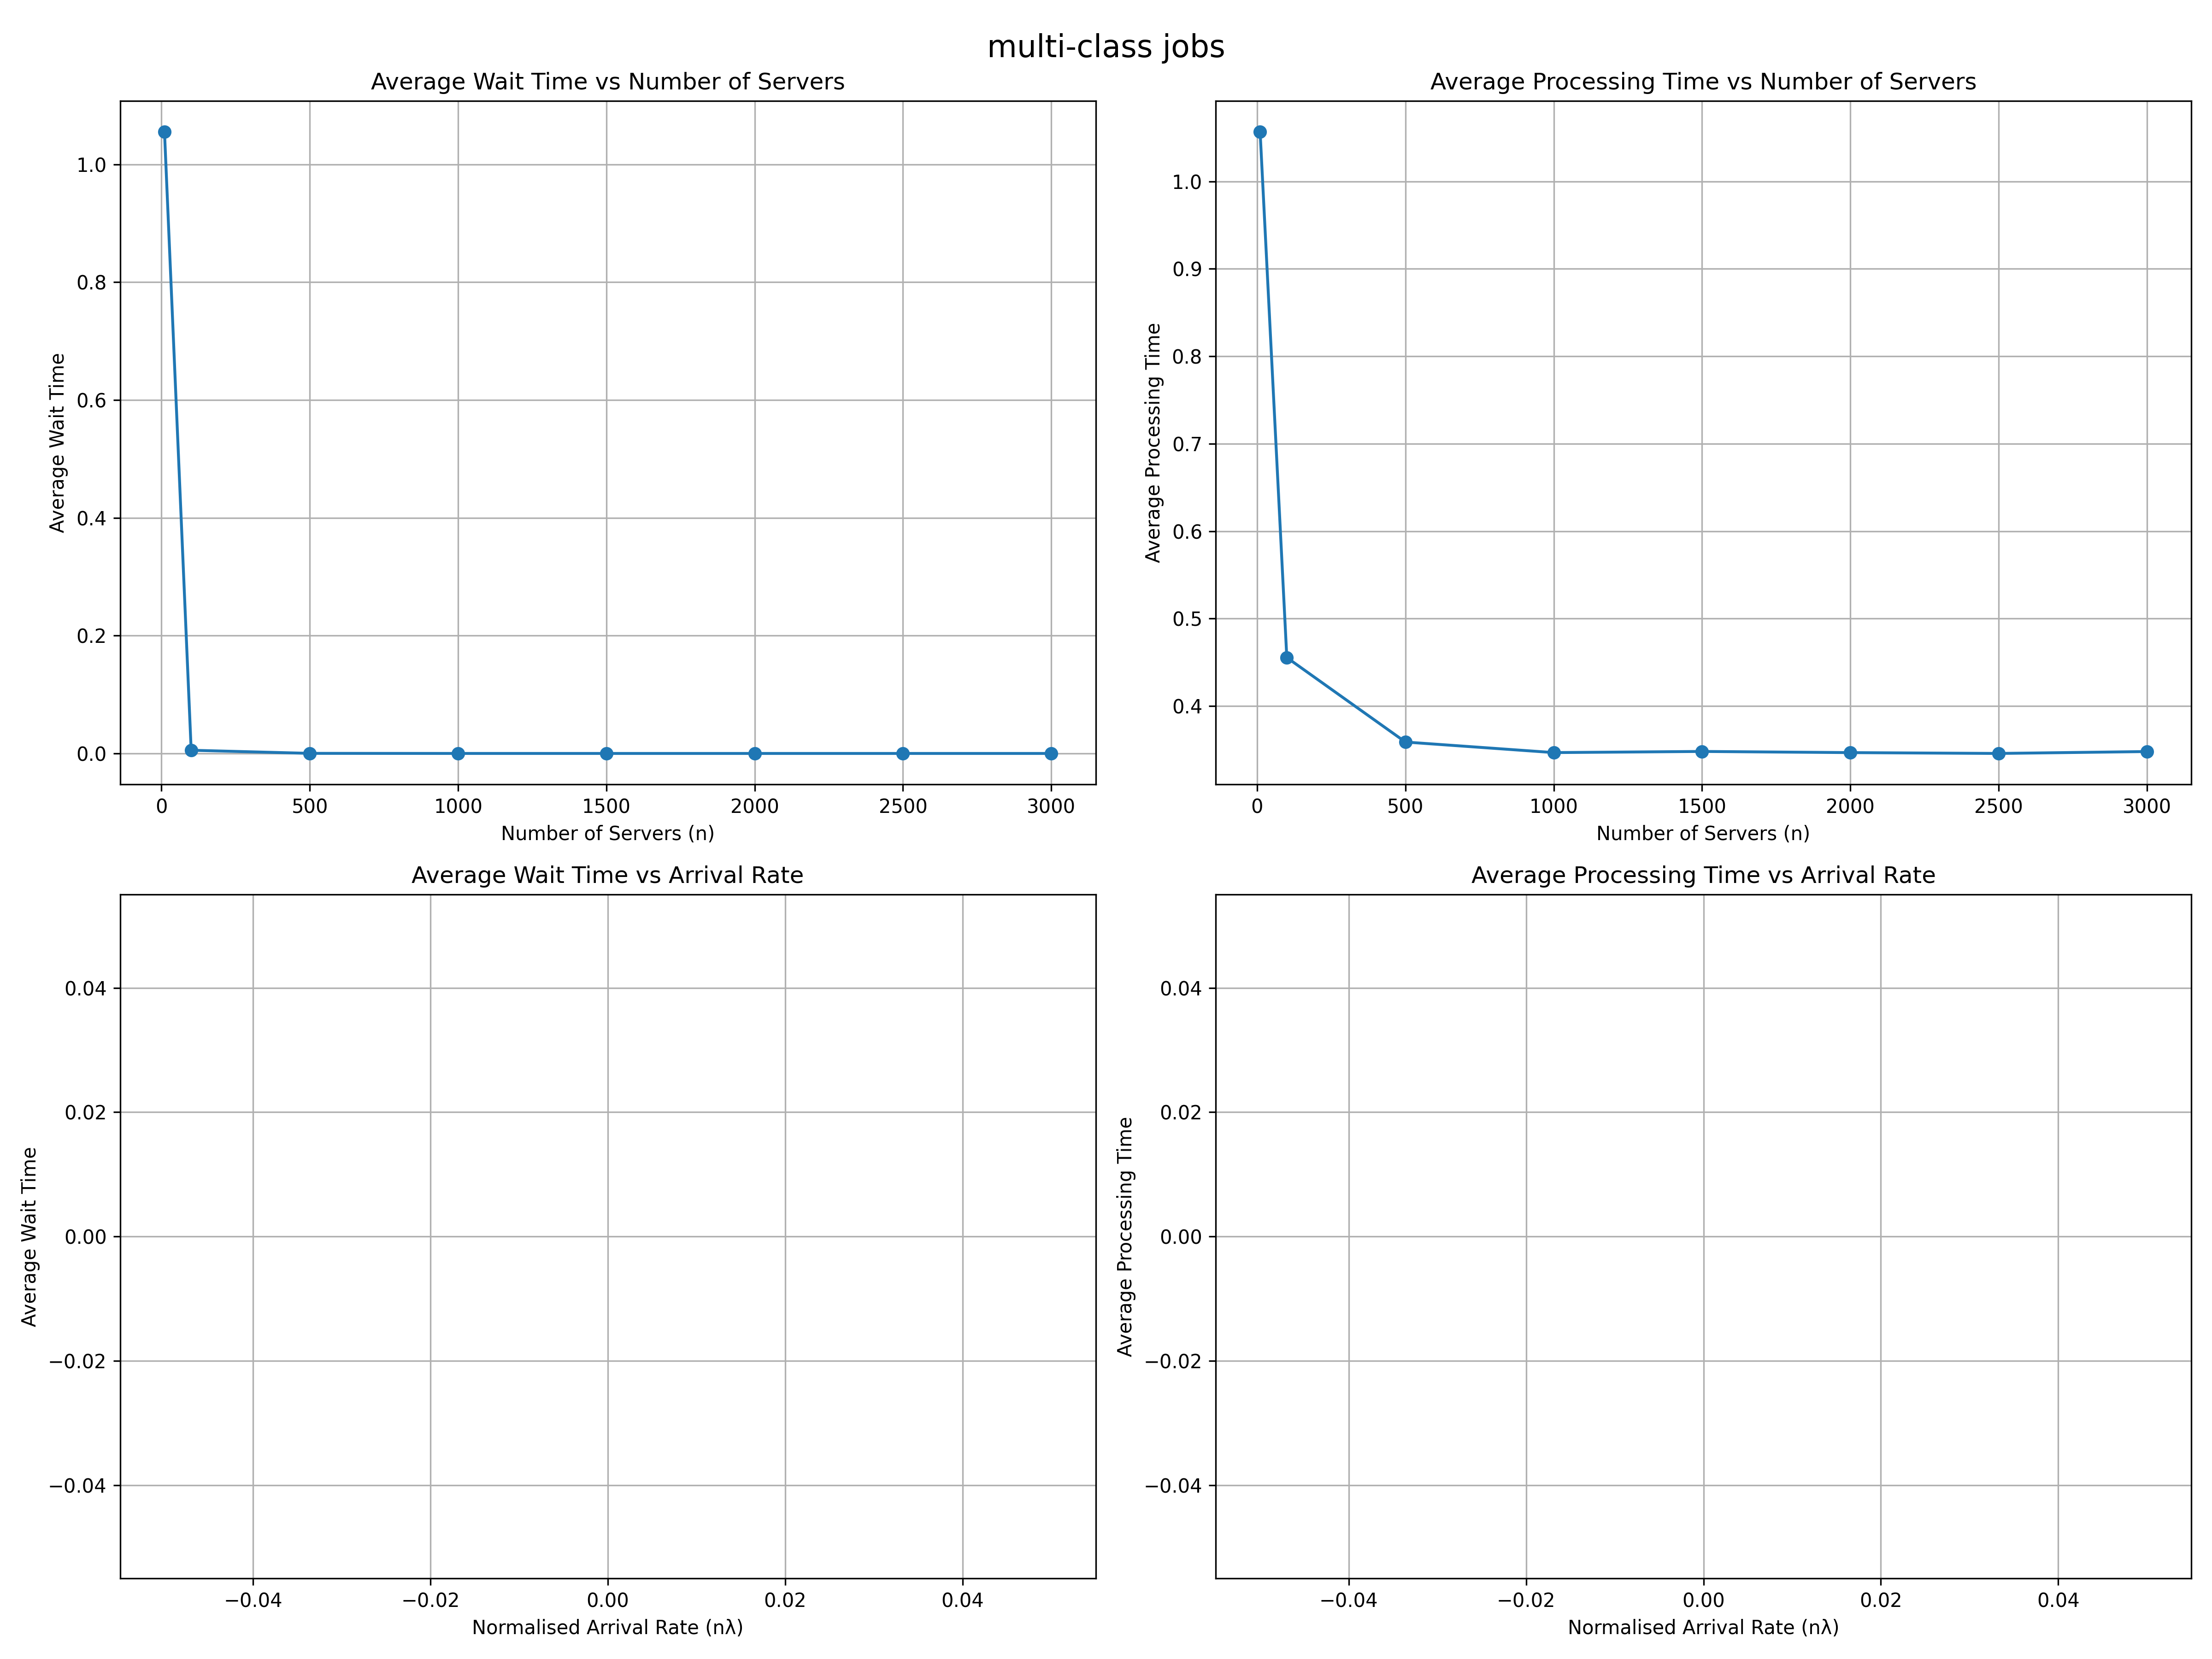 multi-class jobs
Average Wait Time vs Number of Servers
Average Wait Time
1.0
0.8
0.6
0.4
0.2
0.0
0 500 1000 1500 2000 2500 3000
Number of Servers (n)
Average Processing Time vs Number of Servers
Average Processing Time
1.0
0.9
0.8
0.7
0.6
0.5
0.4
0 500 1000 1500 2000 2500 3000
Number of Servers (n)
Average Wait Time vs Arrival Rate
Average Wait Time
0.04
0.02
0.00
−0.02
−0.04
−0.04 −0.02 0.00 0.02 0.04
Normalised Arrival Rate (nλ)
Average Processing Time vs Arrival Rate
Average Processing Time
0.04
0.02
0.00
−0.02
−0.04
−0.04 −0.02 0.00 0.02 0.04
Normalised Arrival Rate (nλ)